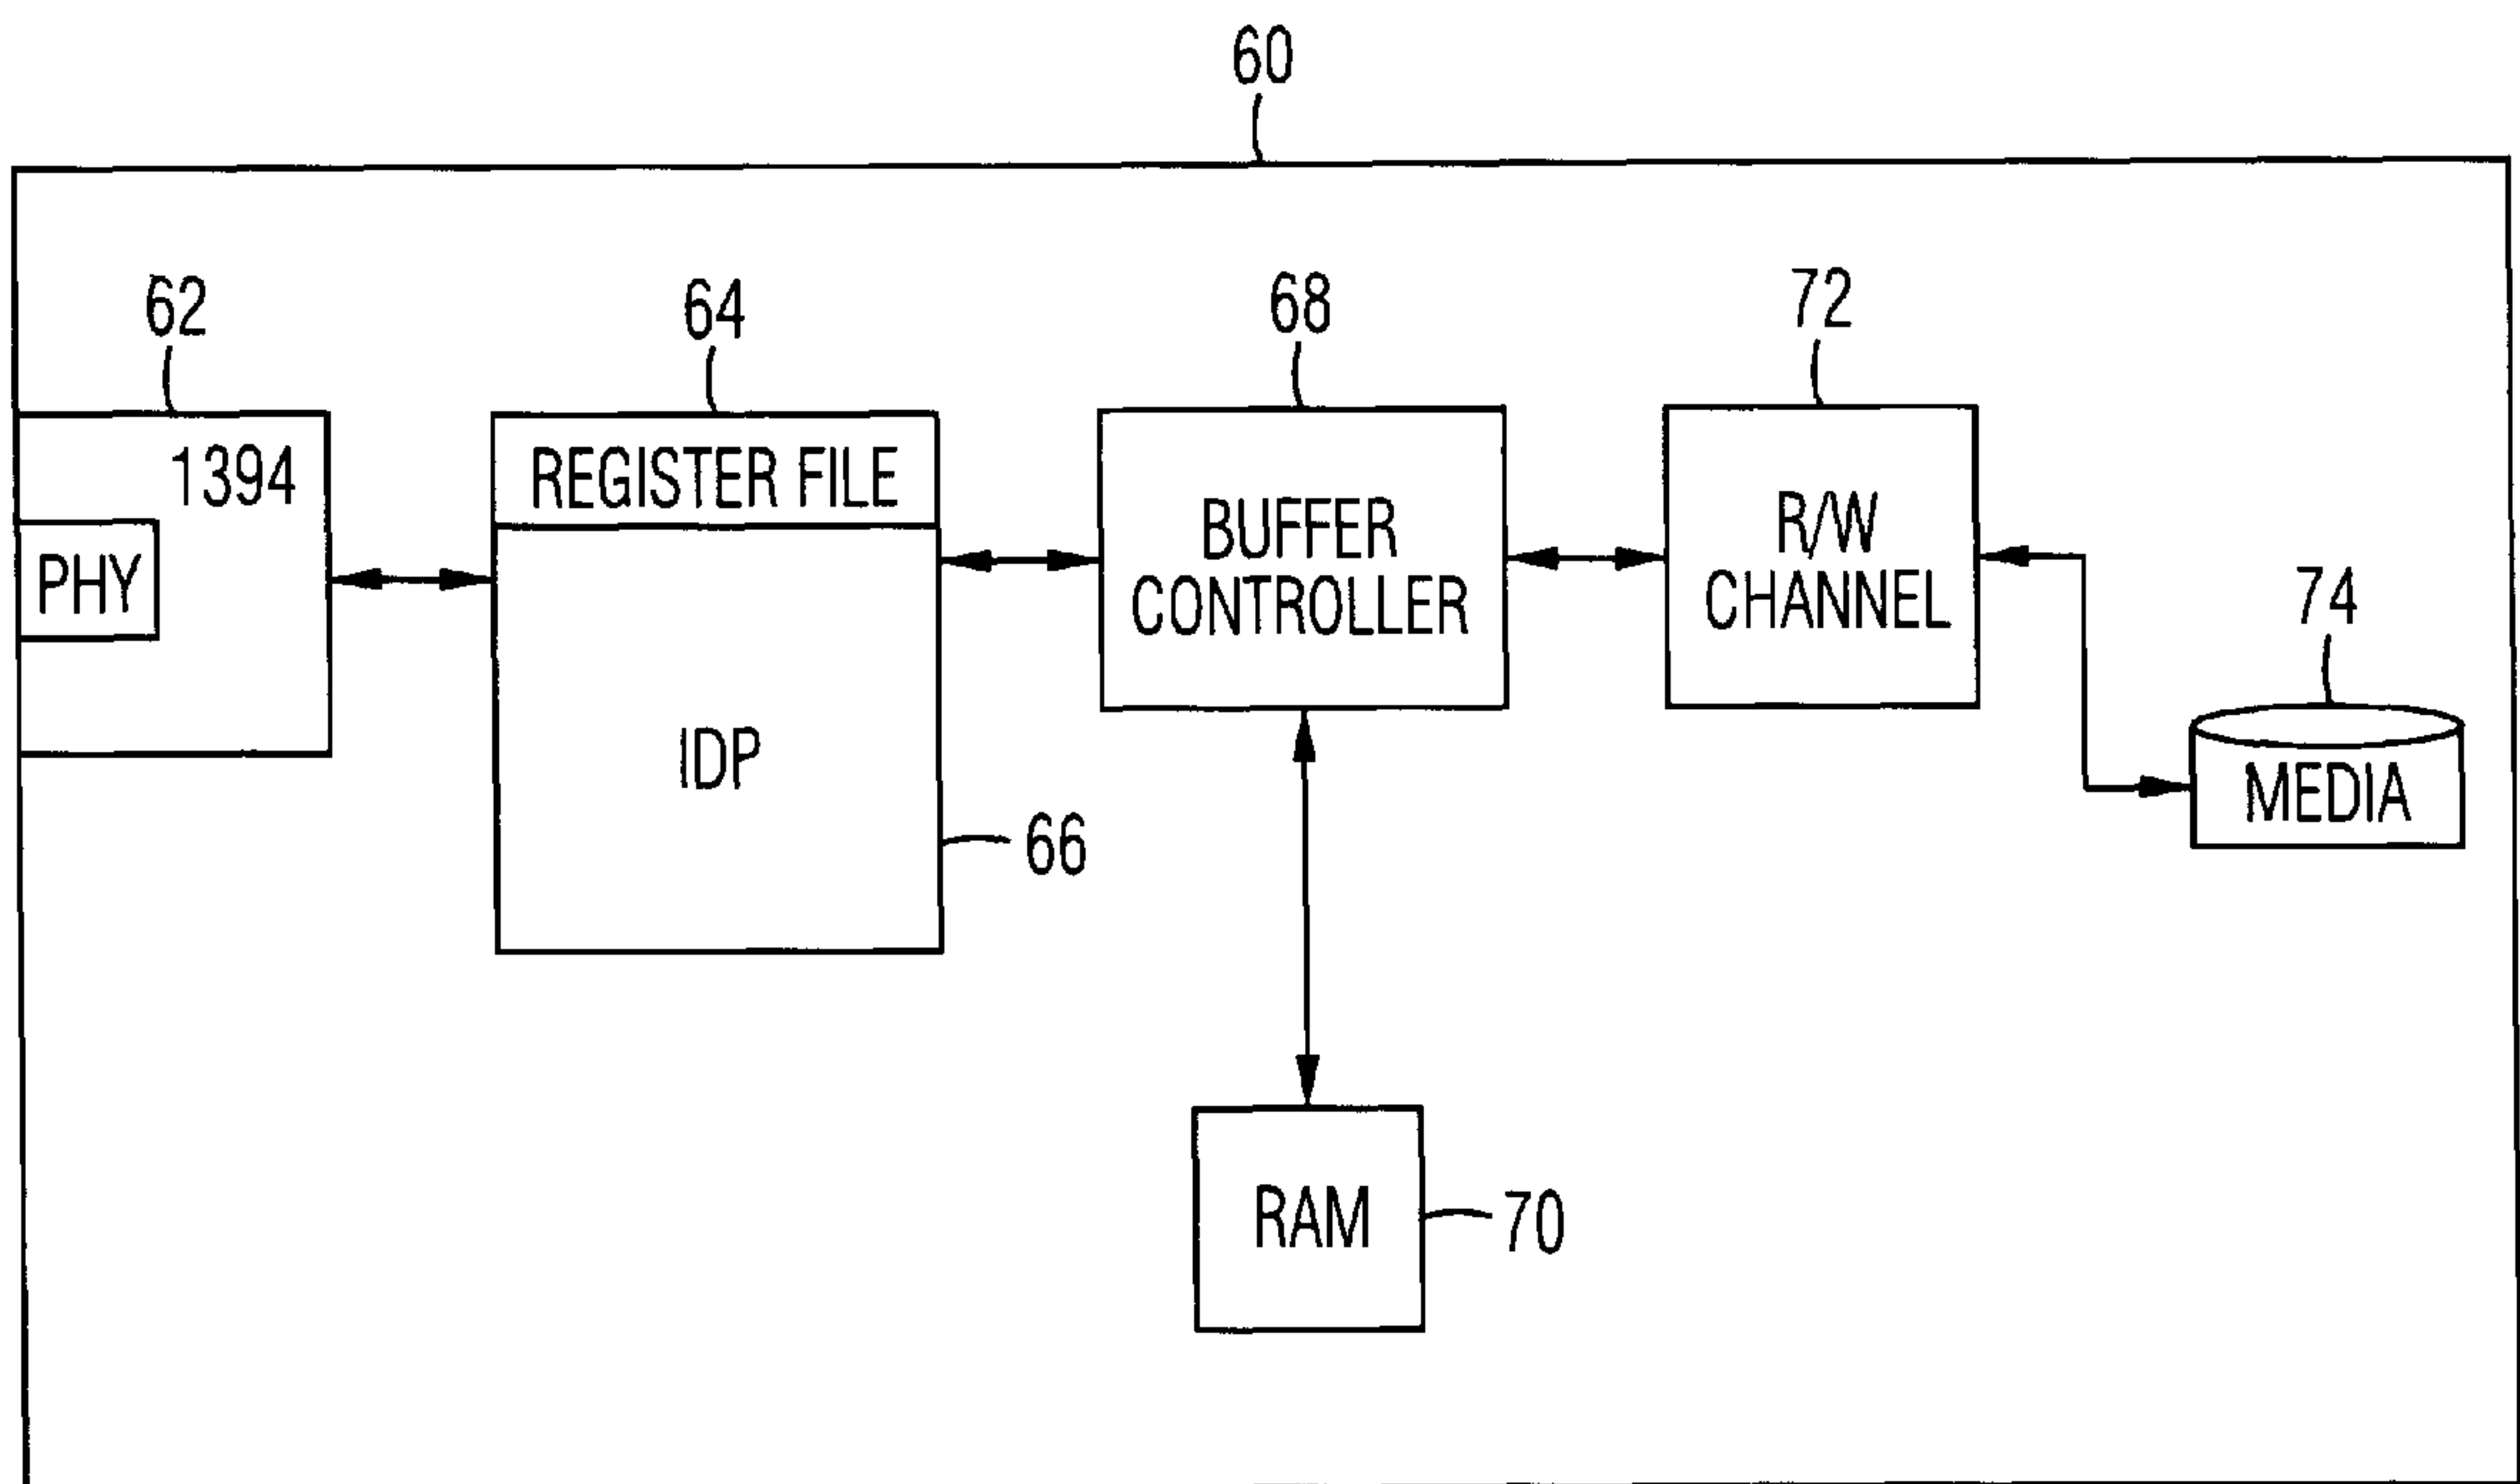 60
62
64
68
72
1394
REGISTER FILE
PHY
BUFFER
CONTROLLER
R/W
CHANNEL
74
IDP
MEDIA
66
RAM
70